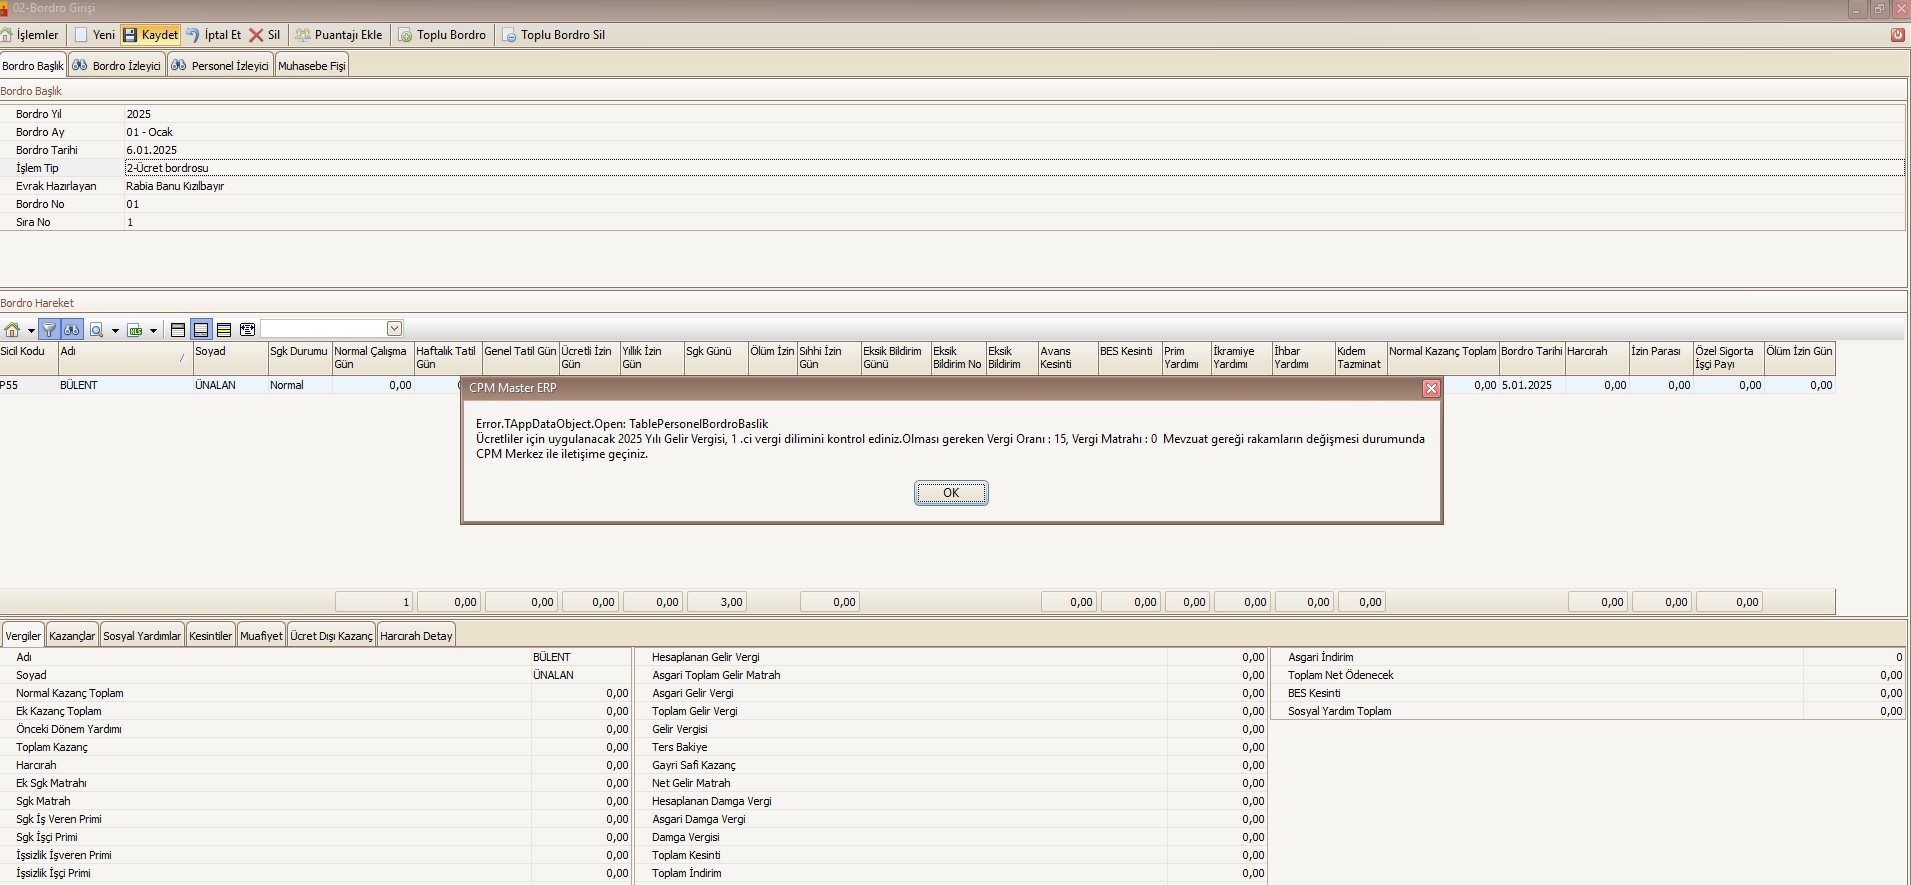 02-Bordro Girişi
İşlemler Yeni Kaydet İptal Et Sil Puantajı Ekle Toplu Bordro Toplu Bordro Sil
Bordro Başlık Bordro İzleyici Personel İzleyici Muhasebe Fişi
Bordro Başlık
Bordro Yıl 2025
Bordro Ay 01 - Ocak
Bordro Tarihi 6.01.2025
İşlem Tip 2-Ücret bordrosu
Evrak Hazırlayan Rabia Banu Kızılbayır
Bordro No 01
Sıra No 1
Bordro Hareket
Sicil Kodu Adı Soyad Sgk Durumu Normal Çalışma Gün Haftalık Tatil Gün Genel Tatil Gün Ücretli İzin Gün Yıllık İzin Gün Sgk Günü Ölüm İzin Sıhhi İzin Gün Eksik Bildirim Günü Eksik Bildirim No Eksik Bildirim Avans Kesinti BES Kesinti Prim Yardımı İkramiye Yardımı İhbar Yardımı Kıdem Tazminat Normal Kazanç Toplam Bordro Tarihi Harcırah İzin Parası Özel Sigorta İşçi Payı Ölüm İzin Gün
P55 BÜLENT ÜNALAN Normal 0,00 0,00 5.01.2025 0,00 0,00 0,00 0,00
CPM Master ERP
Error.TAppDataObject.Open: TablePersonelBordroBaslik
Ücretliler için uygulanacak 2025 Yılı Gelir Vergisi, 1 .ci vergi dilimini kontrol ediniz.Olması gereken Vergi Oranı : 15, Vergi Matrahı : 0 Mevzuat gereği rakamların değişmesi durumunda
CPM Merkez ile iletişime geçiniz.
OK
1 0,00 0,00 0,00 0,00 3,00 0,00 0,00 0,00 0,00 0,00 0,00 0,00 0,00 0,00 0,00
Vergiler Kazançlar Sosyal Yardımlar Kesintiler Muafiyet Ücret Dışı Kazanç Harcırah Detay
Adı BÜLENT
Soyad ÜNALAN
Normal Kazanç Toplam 0,00
Ek Kazanç Toplam 0,00
Önceki Dönem Yardımı 0,00
Toplam Kazanç 0,00
Harcırah 0,00
Ek Sgk Matrahı 0,00
Sgk Matrah 0,00
Sgk İş Veren Primi 0,00
Sgk İşçi Primi 0,00
İşsizlik İşveren Primi 0,00
İşsizlik İşçi Primi 0,00
Hesaplanan Gelir Vergi 0,00
Asgari Toplam Gelir Matrah 0,00
Asgari Gelir Vergi 0,00
Toplam Gelir Vergi 0,00
Gelir Vergisi 0,00
Ters Bakiye 0,00
Gayri Safi Kazanç 0,00
Net Gelir Matrah 0,00
Hesaplanan Damga Vergi 0,00
Asgari Damga Vergi 0,00
Damga Vergisi 0,00
Toplam Kesinti 0,00
Toplam İndirim 0,00
Asgari İndirim 0
Toplam Net Ödenecek 0,00
BES Kesinti 0,00
Sosyal Yardım Toplam 0,00